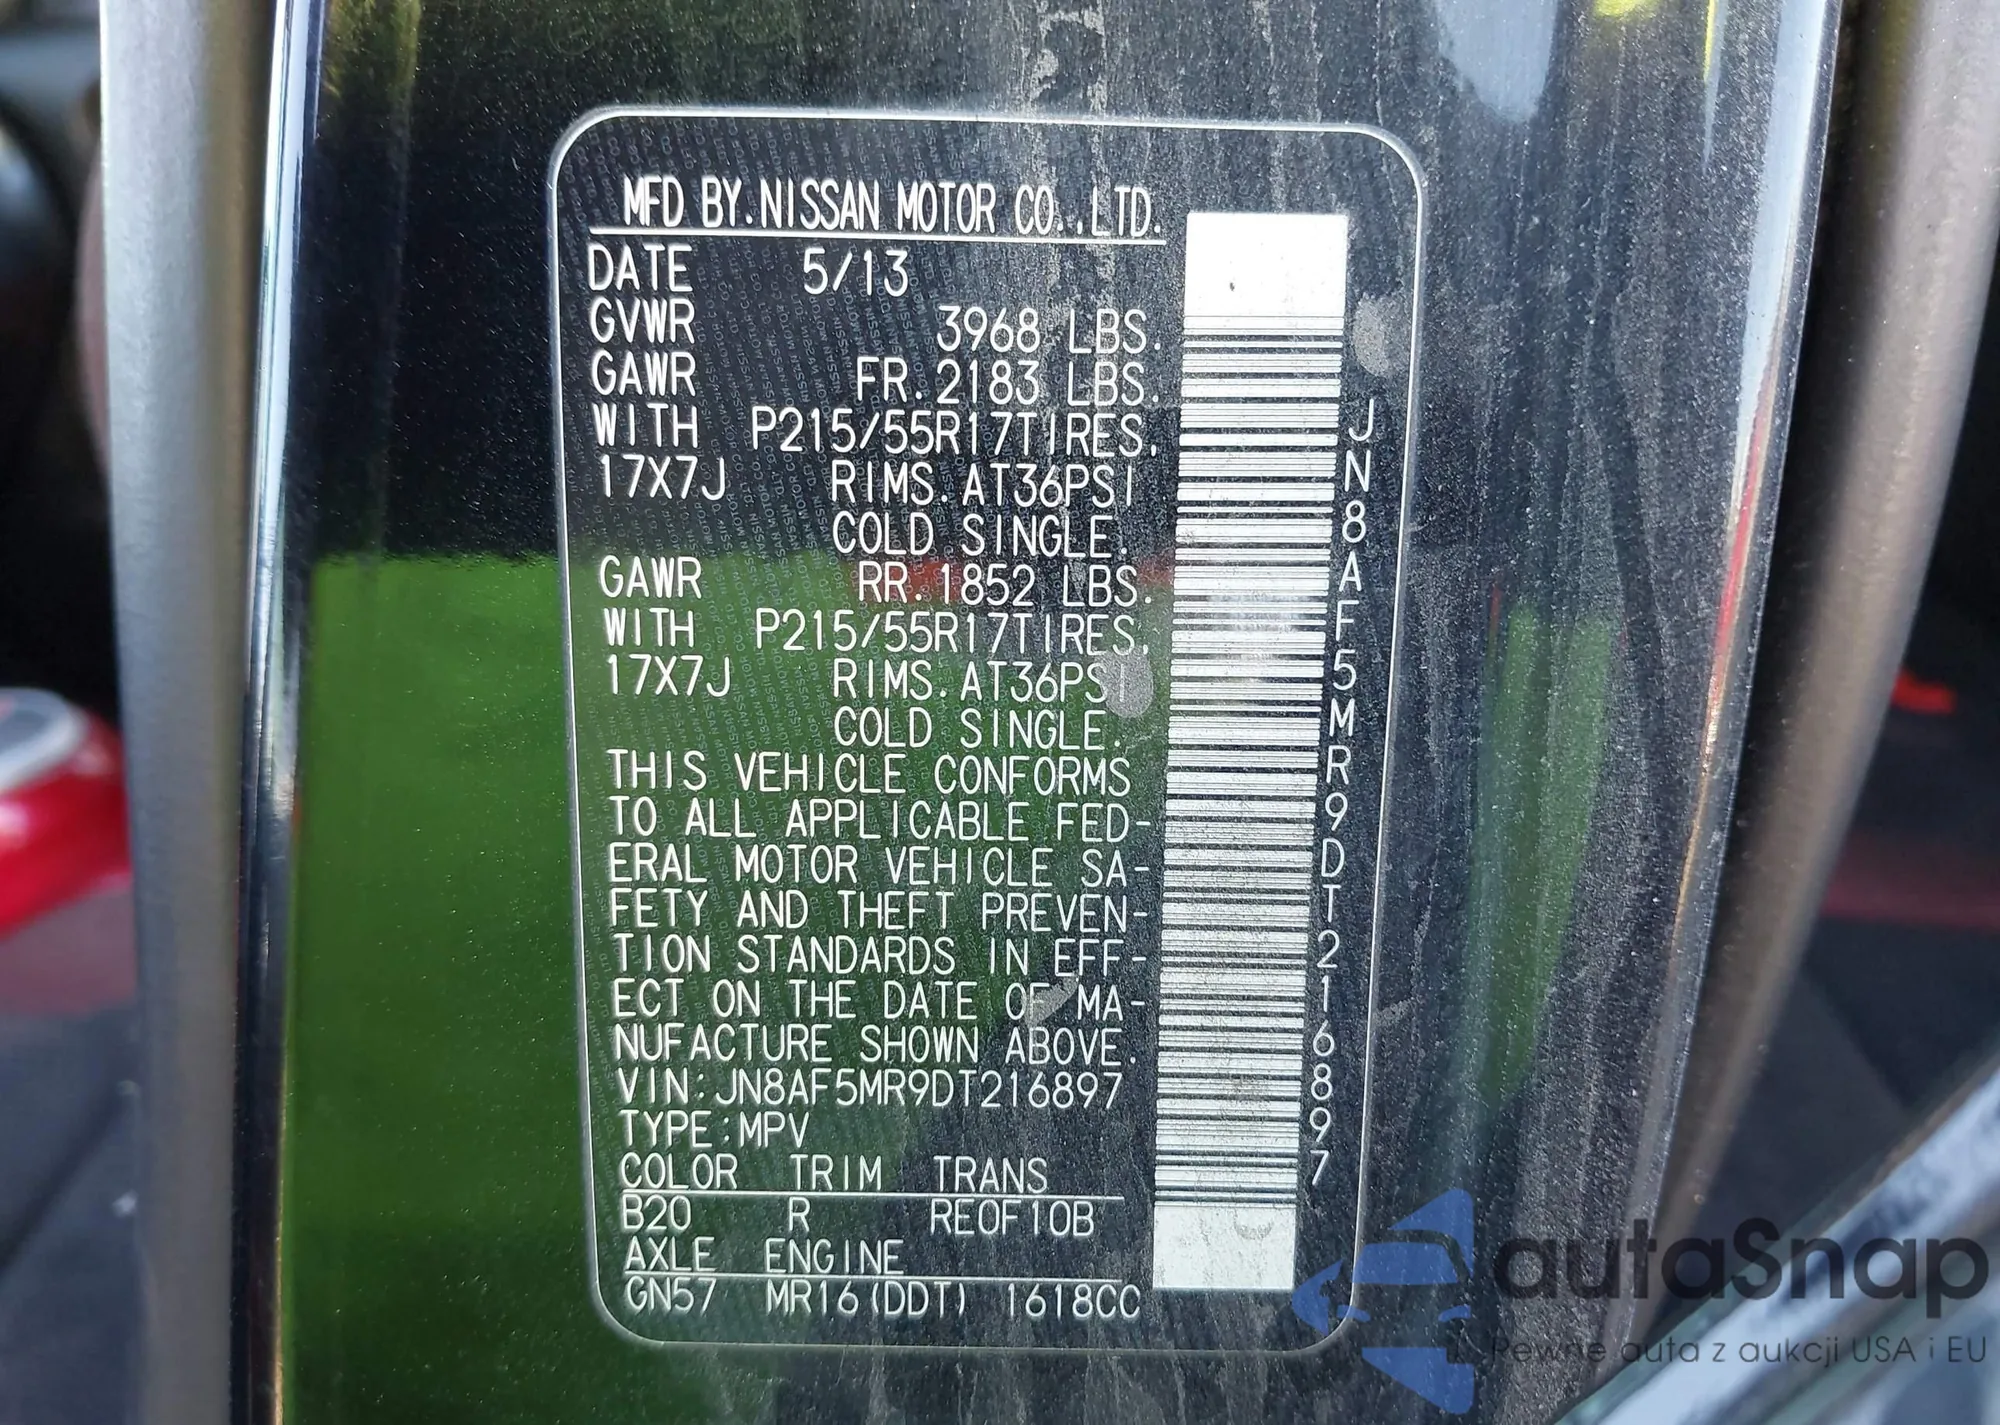 MFD BY.NISSAN MOTOR CO.,LTD.
DATE 5/13
GVWR 3968 LBS.
GAWR FR.2183 LBS.
WITH P215/55R17TIRES.
17X7J RIMS.AT36PSI
COLD SINGLE.
GAWR RR.1852 LBS.
WITH P215/55R17TIRES.
17X7J RIMS.AT36PSI
COLD SINGLE.
THIS VEHICLE CONFORMS
TO ALL APPLICABLE FED-
ERAL MOTOR VEHICLE SA-
FETY AND THEFT PREVEN-
TION STANDARDS IN EFF-
ECT ON THE DATE OF MA-
NUFACTURE SHOWN ABOVE.
VIN:JN8AF5MR9DT216897
TYPE:MPV
COLOR TRIM TRANS
B20 R RE0F10B
AXLE ENGINE
GN57 MR16(DDT) 1618CC
JN8AF5MR9DT216897
autaSnap
Pewne auta z aukcji USA i EU